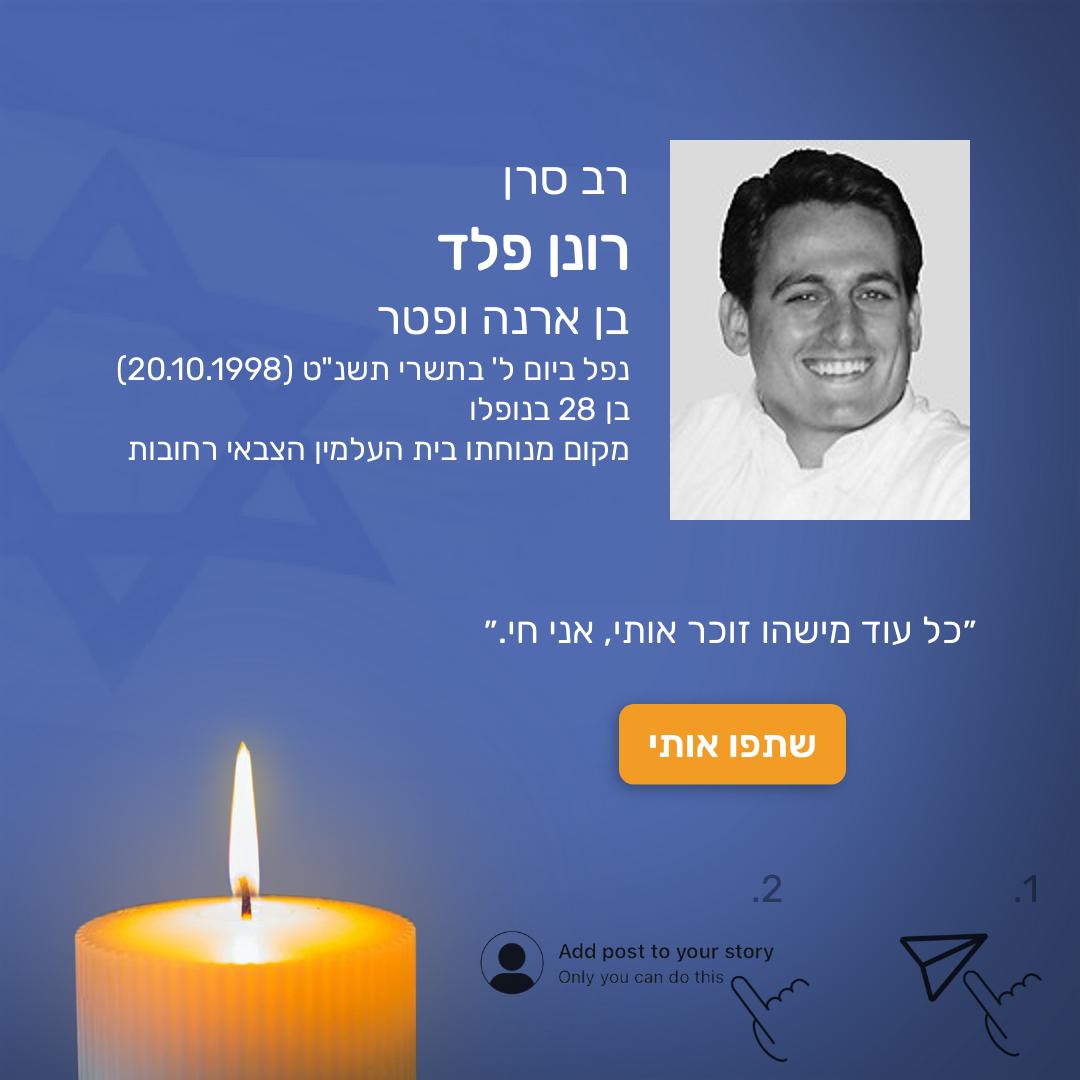 רב סרן
רונן פלד
בן ארנה ופטר
נפל ביום ל' בתשרי תשנ"ט (20.10.1998)
בן 28 בנופלו
מקום מנוחתו בית העלמין הצבאי רחובות
״כל עוד מישהו זוכר אותי, אני חי.״
שתפו אותי
1.
2.
Add post to your story
Only you can do this